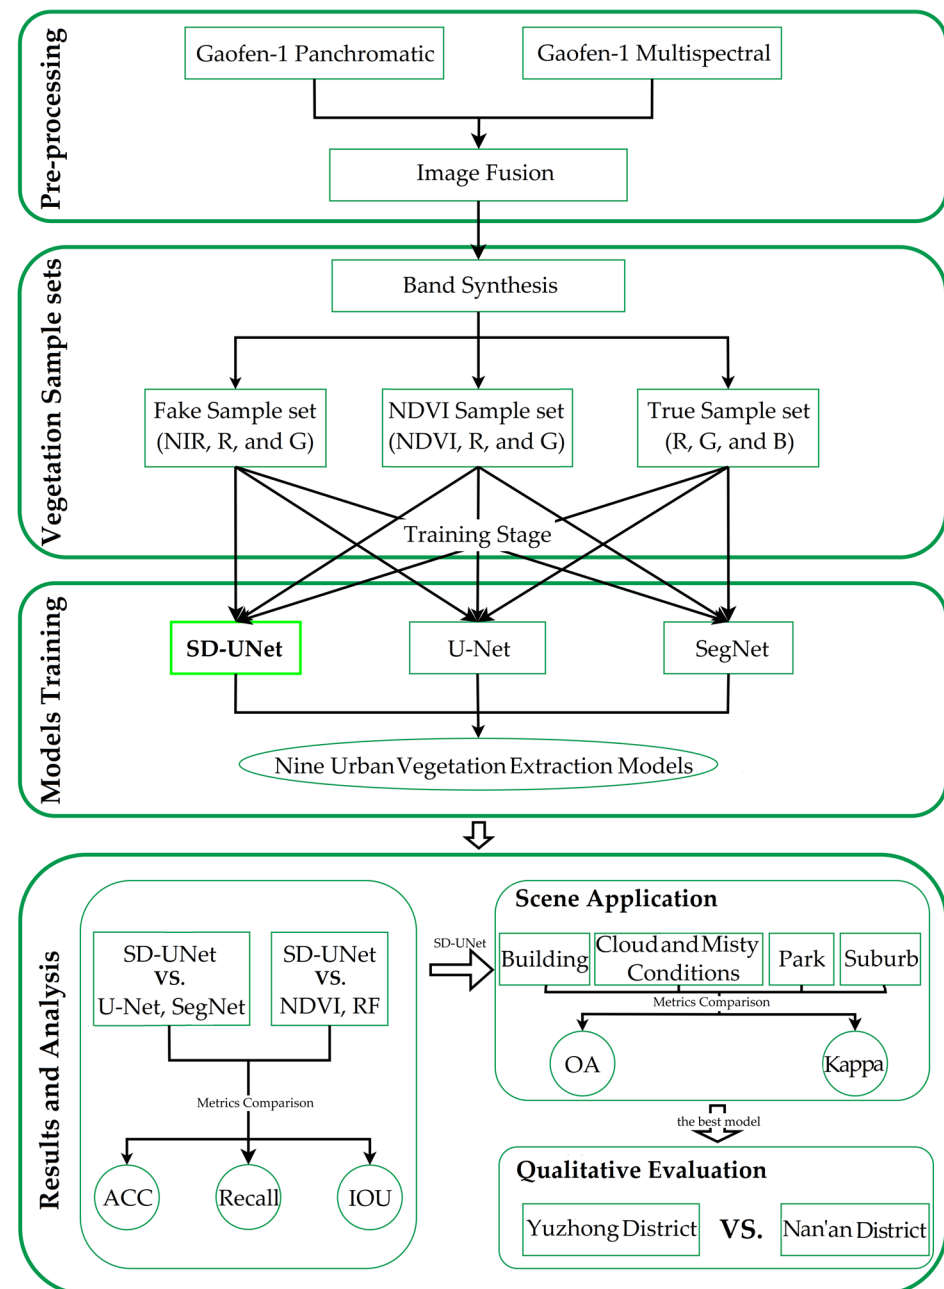 Pre-processing
Gaofen-1 Panchromatic
Gaofen-1 Multispectral
Image Fusion
Vegetation Sample sets
Band Synthesis
Fake Sample set
(NIR, R, and G)
NDVI Sample set
(NDVI, R, and G)
True Sample set
(R, G, and B)
Training Stage
Models Training
SD-UNet
U-Net
SegNet
Nine Urban Vegetation Extraction Models
Results and Analysis
SD-UNet
VS.
U-Net, SegNet
SD-UNet
VS.
NDVI, RF
Metrics Comparison
ACC
Recall
IOU
SD-UNet
Scene Application
Building
Cloud and Misty
Conditions
Park
Suburb
Metrics Comparison
OA
Kappa
the best model
Qualitative Evaluation
Yuzhong District
VS.
Nan'an District